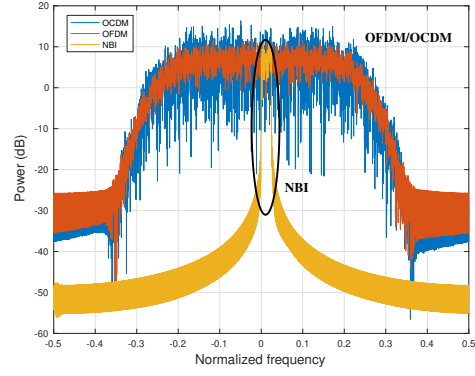 20
10
0
-10
-20
-30
-40
-50
-60
Power (dB)
OCDM
OFDM
NBI
OFDM/OCDM
NBI
-0.5 -0.4 -0.3 -0.2 -0.1 0 0.1 0.2 0.3 0.4 0.5
Normalized frequency